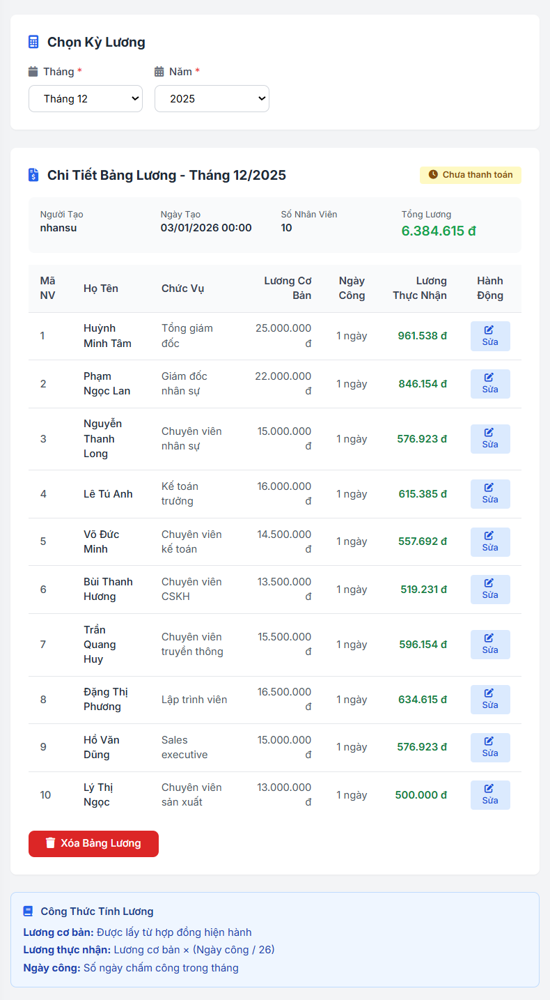 Chọn Kỳ Lương
Tháng *
Năm *
Tháng 12
2025
Chi Tiết Bảng Lương - Tháng 12/2025
Chưa thanh toán
Người Tạo
nhansu
Ngày Tạo
03/01/2026 00:00
Số Nhân Viên
10
Tổng Lương
6.384.615 đ
Mã NV
Họ Tên
Chức Vụ
Lương Cơ Bản
Ngày Công
Lương Thực Nhận
Hành Động
1 Huỳnh Minh Tâm Tổng giám đốc 25.000.000 đ 1 ngày 961.538 đ Sửa
2 Phạm Ngọc Lan Giám đốc nhân sự 22.000.000 đ 1 ngày 846.154 đ Sửa
3 Nguyễn Thanh Long Chuyên viên nhân sự 15.000.000 đ 1 ngày 576.923 đ Sửa
4 Lê Tú Anh Kế toán trưởng 16.000.000 đ 1 ngày 615.385 đ Sửa
5 Võ Đức Minh Chuyên viên kế toán 14.500.000 đ 1 ngày 557.692 đ Sửa
6 Bùi Thanh Hương Chuyên viên CSKH 13.500.000 đ 1 ngày 519.231 đ Sửa
7 Trần Quang Huy Chuyên viên truyền thông 15.500.000 đ 1 ngày 596.154 đ Sửa
8 Đặng Thị Phương Lập trình viên 16.500.000 đ 1 ngày 634.615 đ Sửa
9 Hồ Văn Dũng Sales executive 15.000.000 đ 1 ngày 576.923 đ Sửa
10 Lý Thị Ngọc Chuyên viên sản xuất 13.000.000 đ 1 ngày 500.000 đ Sửa
Xóa Bảng Lương
Công Thức Tính Lương
Lương cơ bản: Được lấy từ hợp đồng hiện hành
Lương thực nhận: Lương cơ bản × (Ngày công / 26)
Ngày công: Số ngày chấm công trong tháng